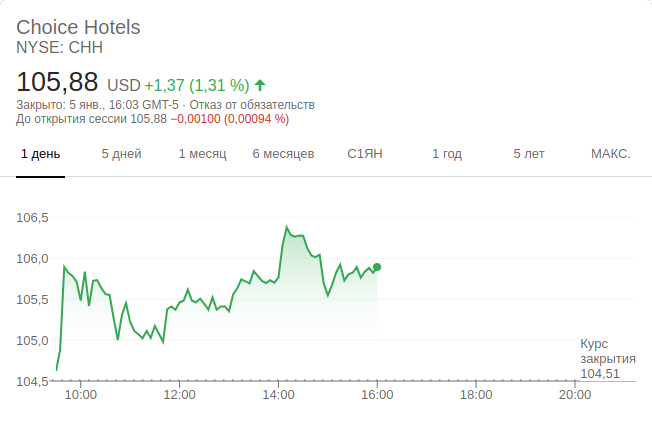 Choice Hotels
NYSE: CHH
105,88 USD +1,37 (1,31 %)
Закрыто: 5 янв., 16:03 GMT-5 · Отказ от обязательств
До открытия сессии 105,88 −0,00100 (0,00094 %)
1 день 5 дней 1 месяц 6 месяцев С1ЯН 1 год 5 лет МАКС.
106,5
106,0
105,5
105,0
104,5
Курс
закрытия
104,51
10:00 12:00 14:00 16:00 18:00 20:00